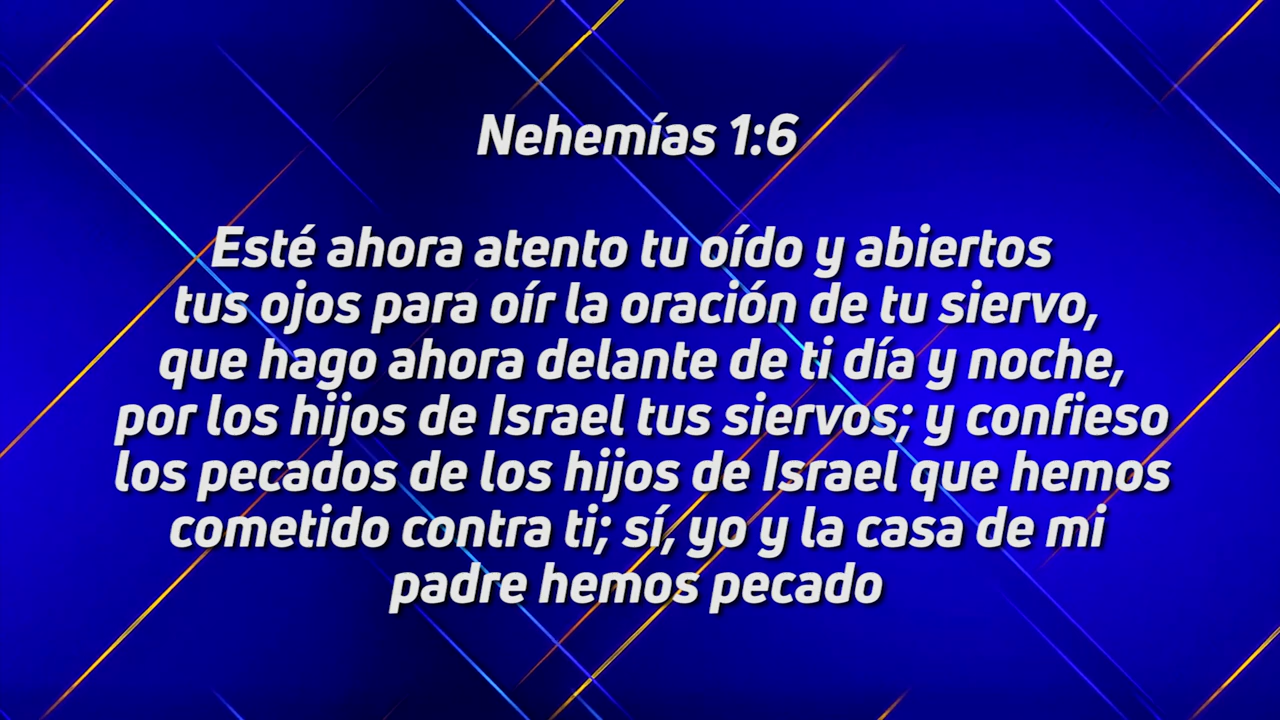 Nehemías 1:6
Esté ahora atento tu oído y abiertos
tus ojos para oír la oración de tu siervo,
que hago ahora delante de ti día y noche,
por los hijos de Israel tus siervos; y confieso
los pecados de los hijos de Israel que hemos
cometido contra ti; sí, yo y la casa de mi
padre hemos pecado